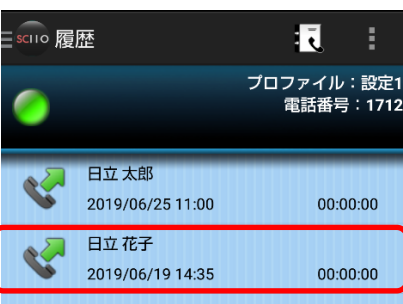 SC110 履歴
プロファイル：設定1
電話番号：1712
日立 太郎
2019/06/25 11:00 00:00:00
日立 花子
2019/06/19 14:35 00:00:00